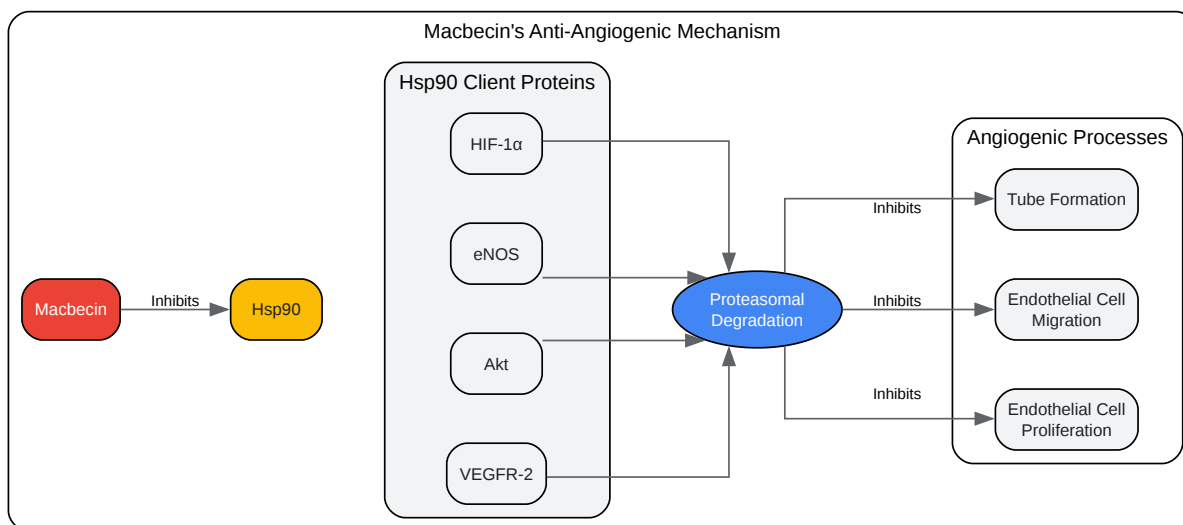 Macbecin's Anti-Angiogenic Mechanism
Hsp90 Client Proteins
HIF-1α
eNOS
Akt
VEGFR-2
Macbecin
Inhibits
Hsp90
Proteasomal
Degradation
Inhibits
Inhibits
Inhibits
Angiogenic Processes
Tube Formation
Endothelial Cell
Migration
Endothelial Cell
Proliferation